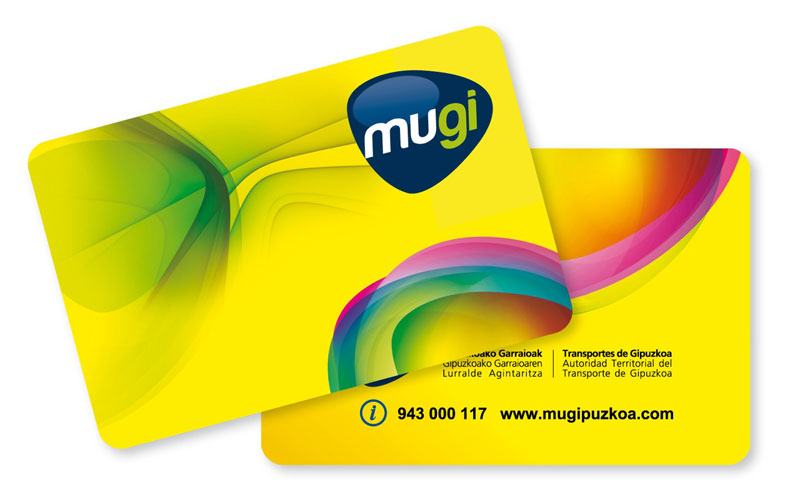 mugi
Garraioak
Gipuzkoako Garraioaren
Lurralde Agintaritza
Transportes de Gipuzkoa
Autoridad Territorial del
Transporte de Gipuzkoa
i 943 000 117 www.mugipuzkoa.com